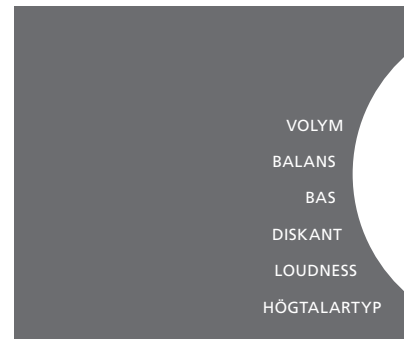 VOLYM
BALANS
BAS
DISKANT
LOUDNESS
HÖGTALARTYP